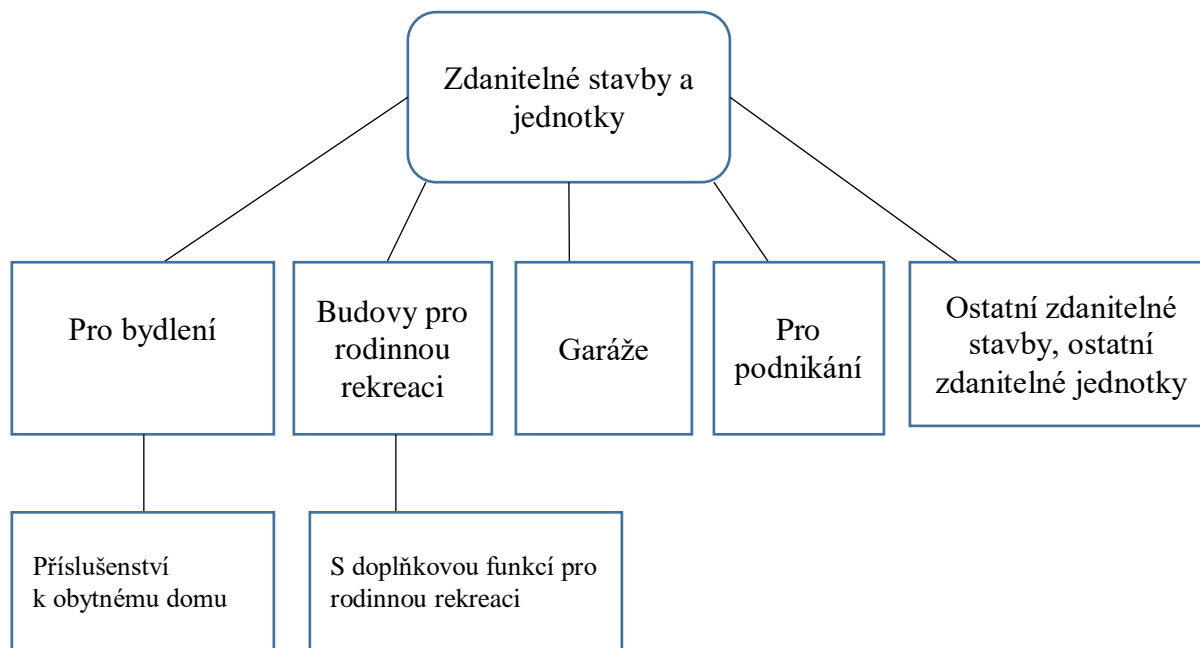 Zdanitelné stavby a
jednotky
Pro bydlení
Budovy pro
rodinnou
rekreaci
Garáže
Pro
podnikání
Ostatní zdanitelné
stavby, ostatní
zdanitelné jednotky
Příslušenství
k obytnému domu
S doplňkovou funkcí pro
rodinnou rekreaci